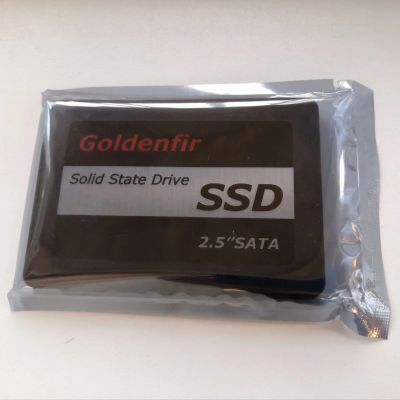 Goldenfir
Solid State Drive
SSD
2.5"SATA